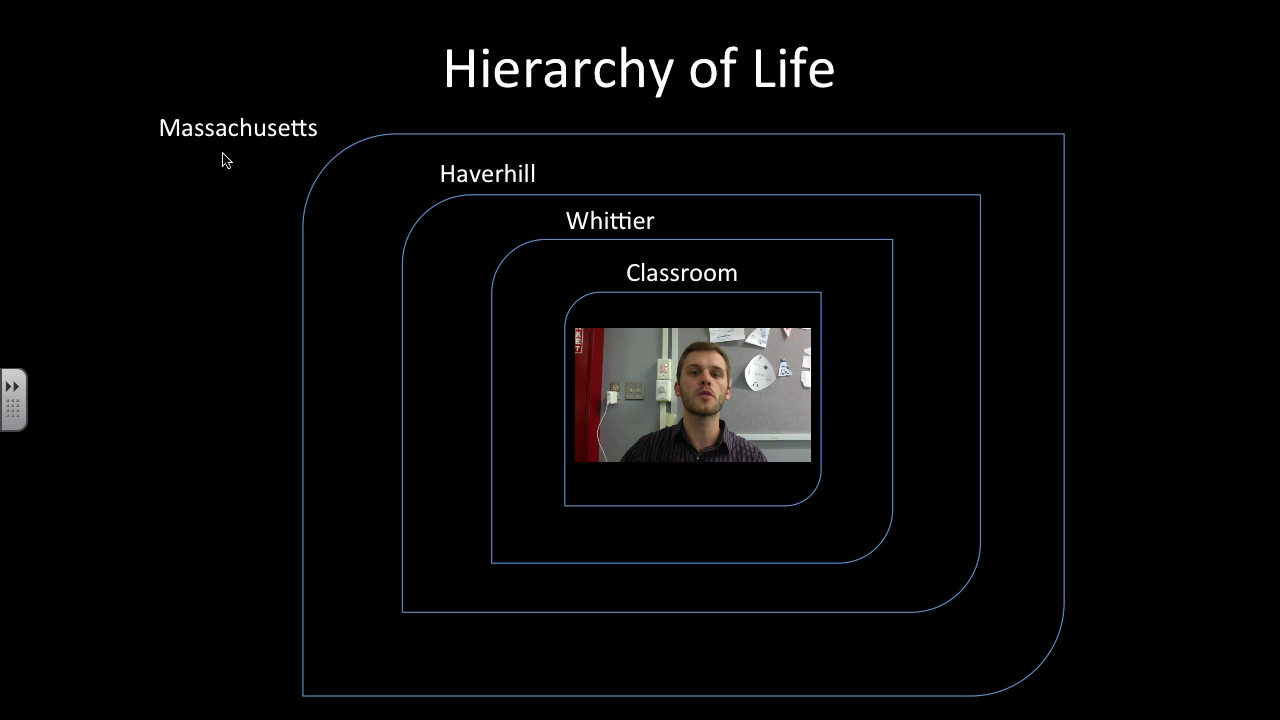 Hierarchy of Life
Massachusetts
Haverhill
Whittier
Classroom